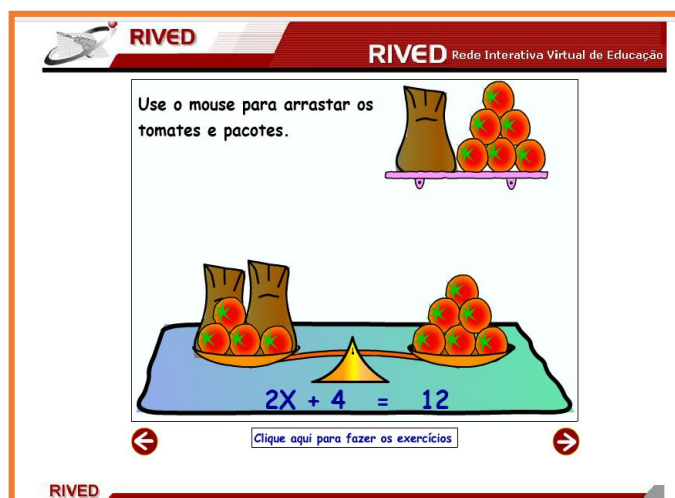 RIVED
RIVED Rede Interativa Virtual de Educação
Use o mouse para arrastar os
tomates e pacotes.
2X + 4 = 12
Clique aqui para fazer os exercícios
RIVED